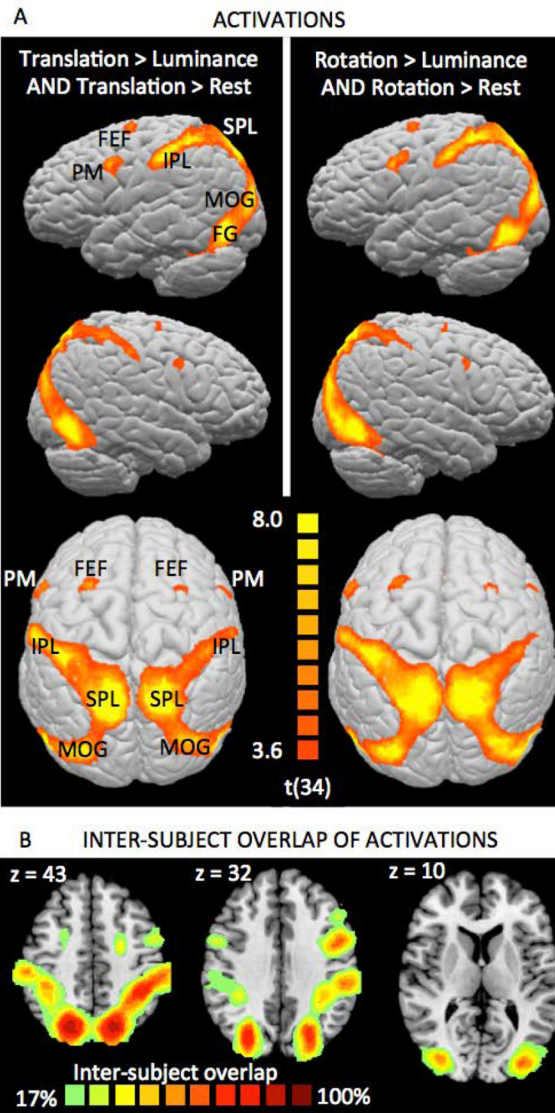 A
ACTIVATIONS
Translation > Luminance
AND Translation > Rest
Rotation > Luminance
AND Rotation > Rest
FEF
SPL
PM
IPL
MOG
FG
8.0
PM
FEF
FEF
PM
IPL
IPL
SPL
SPL
MOG
MOG
3.6
t(34)
B
INTER-SUBJECT OVERLAP OF ACTIVATIONS
z = 43
z = 32
z = 10
Inter-subject overlap
17%
100%